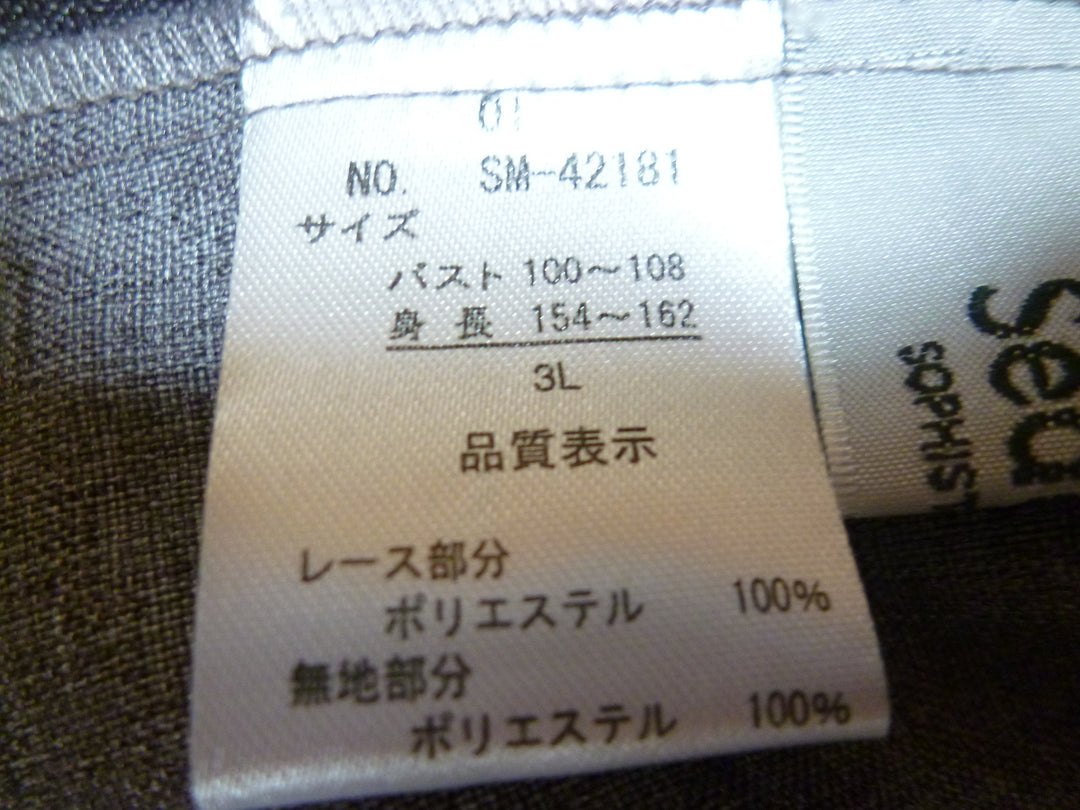 01
NO. SM-42181
サイズ
バスト 100～108
身長 154～162
3L
品質表示
レース部分
ポリエステル 100%
無地部分
ポリエステル 100%